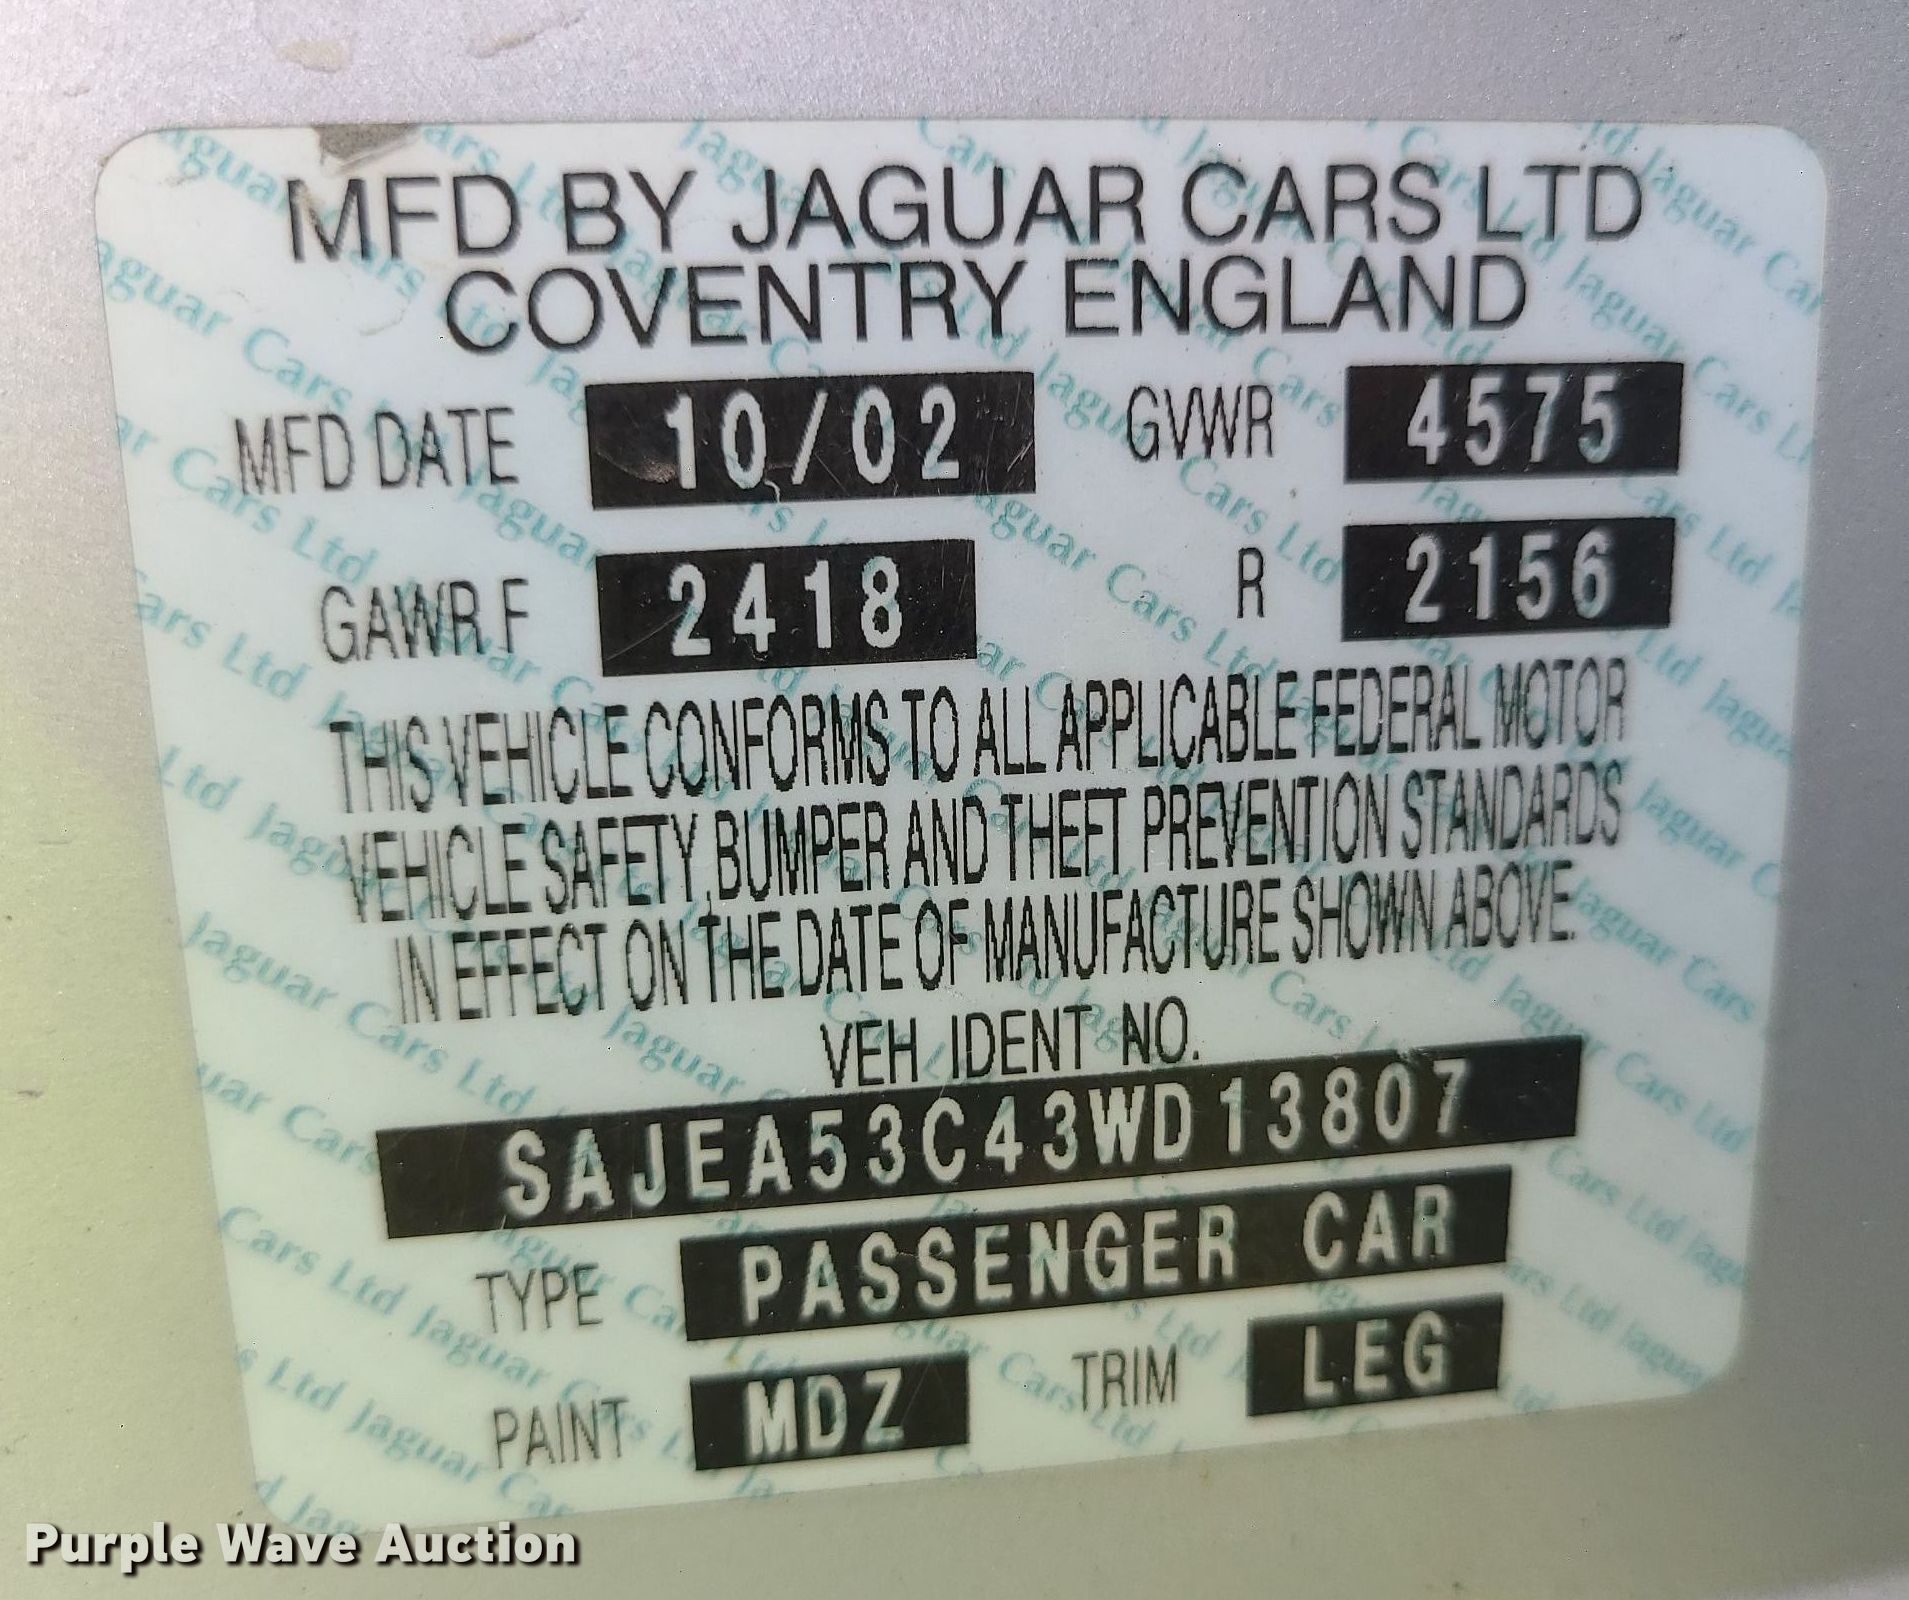 MFD BY JAGUAR CARS LTD
COVENTRY ENGLAND
MFD DATE 10/02 GVWR 4575
GAWR F 2418 R 2156
THIS VEHICLE CONFORMS TO ALL APPLICABLE FEDERAL MOTOR
VEHICLE SAFETY, BUMPER AND THEFT PREVENTION STANDARDS
IN EFFECT ON THE DATE OF MANUFACTURE SHOWN ABOVE.
VEH IDENT NO.
SAJEA53C43WD13807
TYPE PASSENGER CAR
PAINT MDZ TRIM LEG
Purple Wave Auction